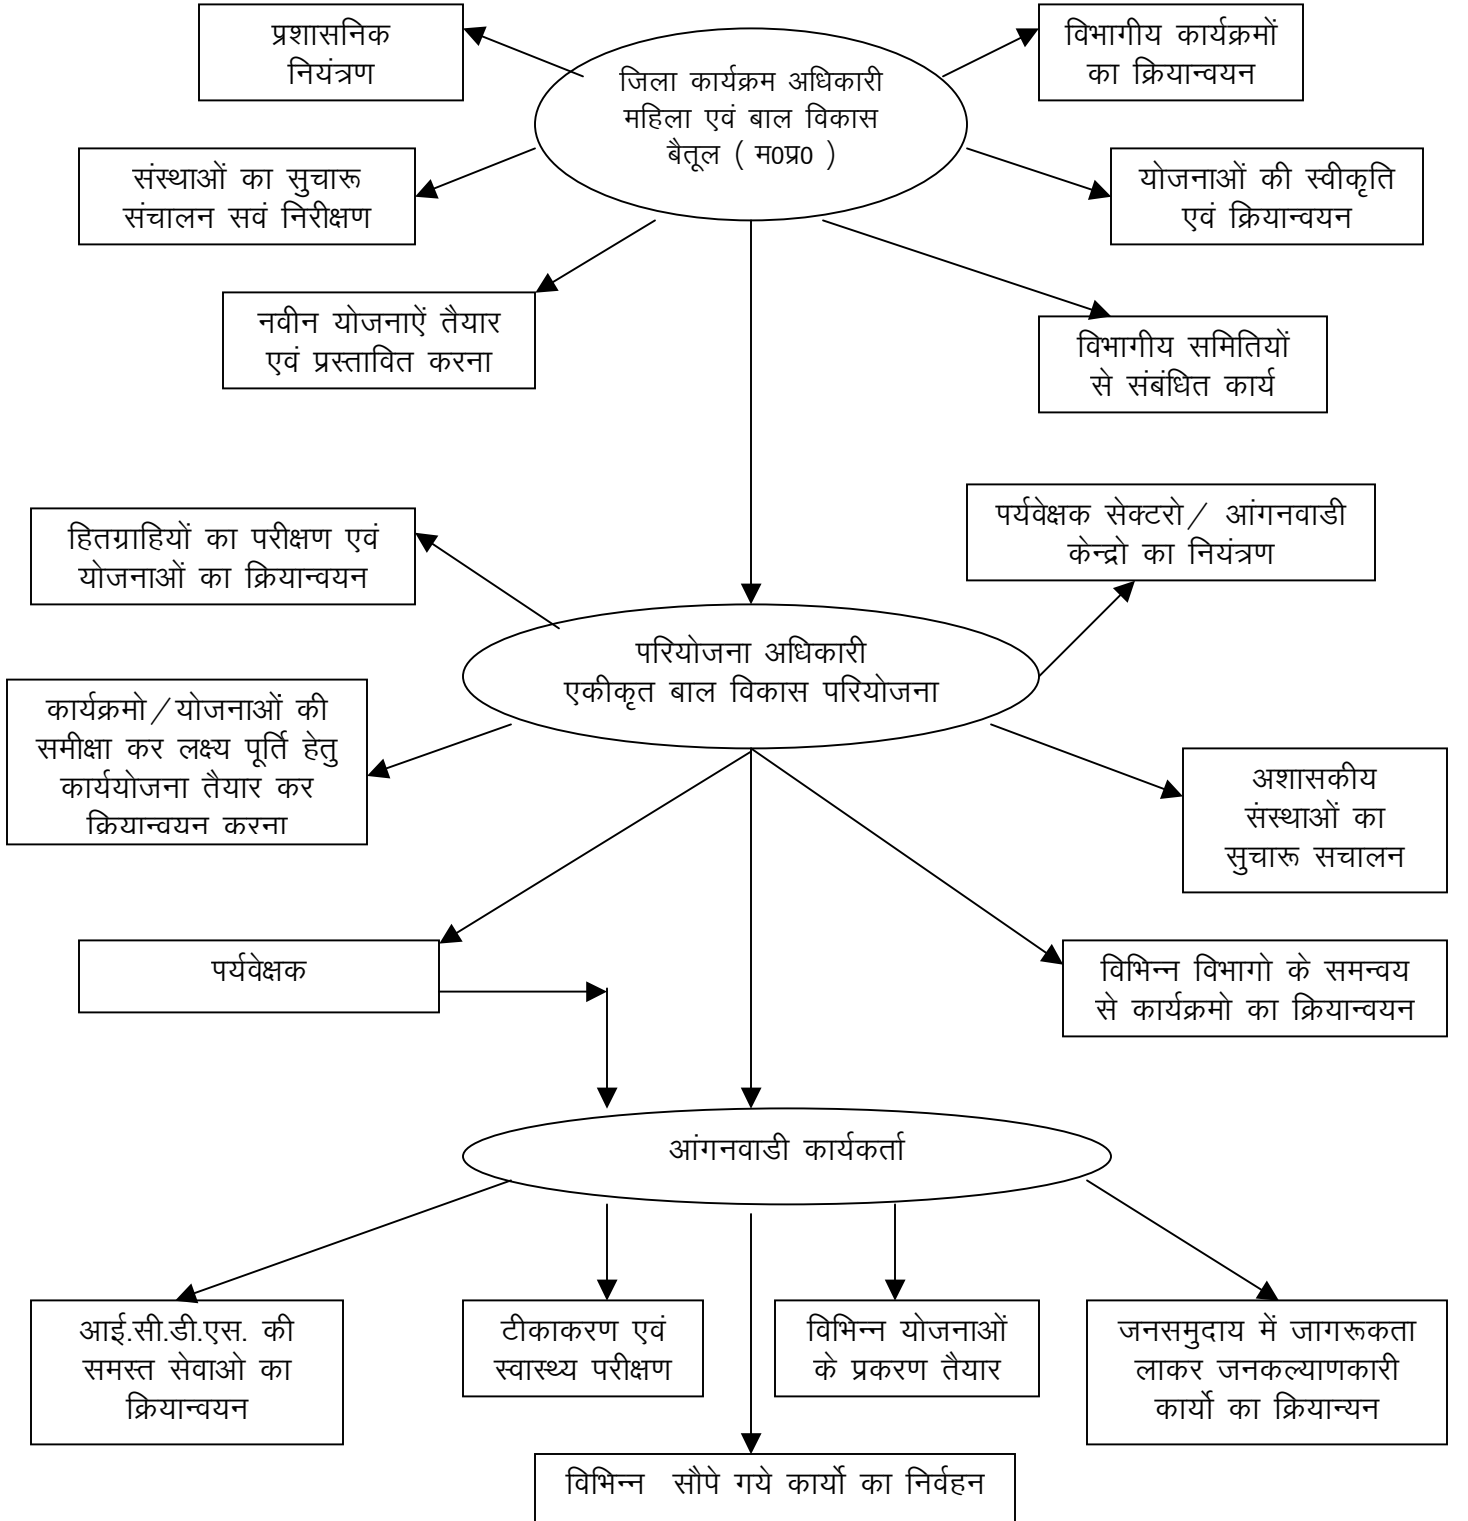 प्रशासनिक
नियंत्रण
जिला कार्यक्रम अधिकारी
महिला एवं बाल विकास
बैतूल ( म0प्र0 )
विभागीय कार्यक्रमों
का क्रियान्वयन
संस्थाओं का सुचारू
संचालन सवं निरीक्षण
योजनाओं की स्वीकृति
एवं क्रियान्वयन
नवीन योजनाऐं तैयार
एवं प्रस्तावित करना
विभागीय समितियों
से संबंधित कार्य
हितग्राहियों का परीक्षण एवं
योजनाओं का क्रियान्वयन
पर्यवेक्षक सेक्टरो/ आंगनवाडी
केन्द्रो का नियंत्रण
परियोजना अधिकारी
एकीकृत बाल विकास परियोजना
कार्यक्रमो/योजनाओं की
समीक्षा कर लक्ष्य पूर्ति हेतु
कार्ययोजना तैयार कर
क्रियान्वयन करना
अशासकीय
संस्थाओं का
सुचारू सचालन
पर्यवेक्षक
विभिन्न विभागो के समन्वय
से कार्यक्रमो का क्रियान्वयन
आंगनवाडी कार्यकर्ता
आई.सी.डी.एस. की
समस्त सेवाओ का
क्रियान्वयन
टीकाकरण एवं
स्वास्थ्य परीक्षण
विभिन्न योजनाओं
के प्रकरण तैयार
जनसमुदाय में जागरूकता
लाकर जनकल्याणकारी
कार्यो का क्रियान्यन
विभिन्न सौपे गये कार्यो का निर्वहन